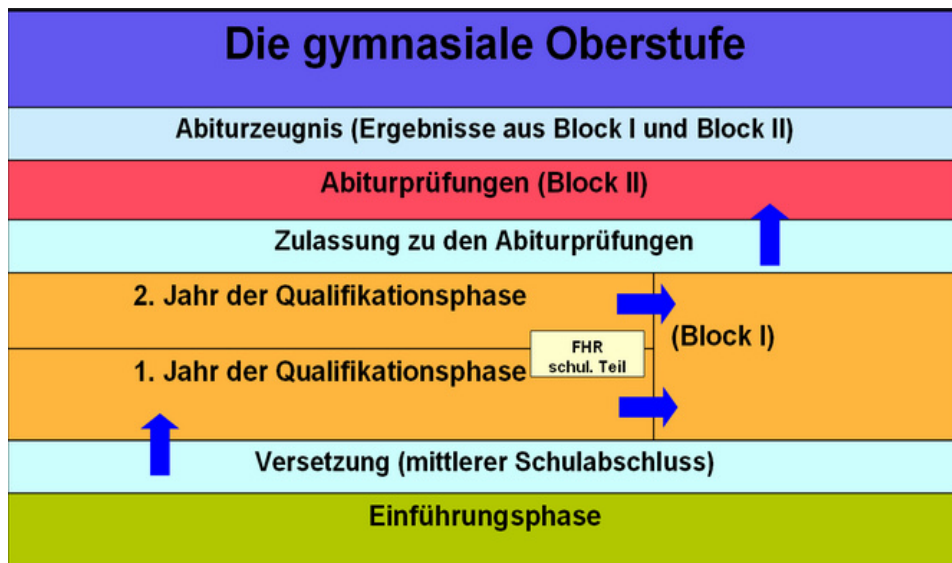 Die gymnasiale Oberstufe
Abiturzeugnis (Ergebnisse aus Block I und Block II)
Abiturprüfungen (Block II)
Zulassung zu den Abiturprüfungen
2. Jahr der Qualifikationsphase
(Block I)
FHR
schul. Teil
1. Jahr der Qualifikationsphase
Versetzung (mittlerer Schulabschluss)
Einführungsphase